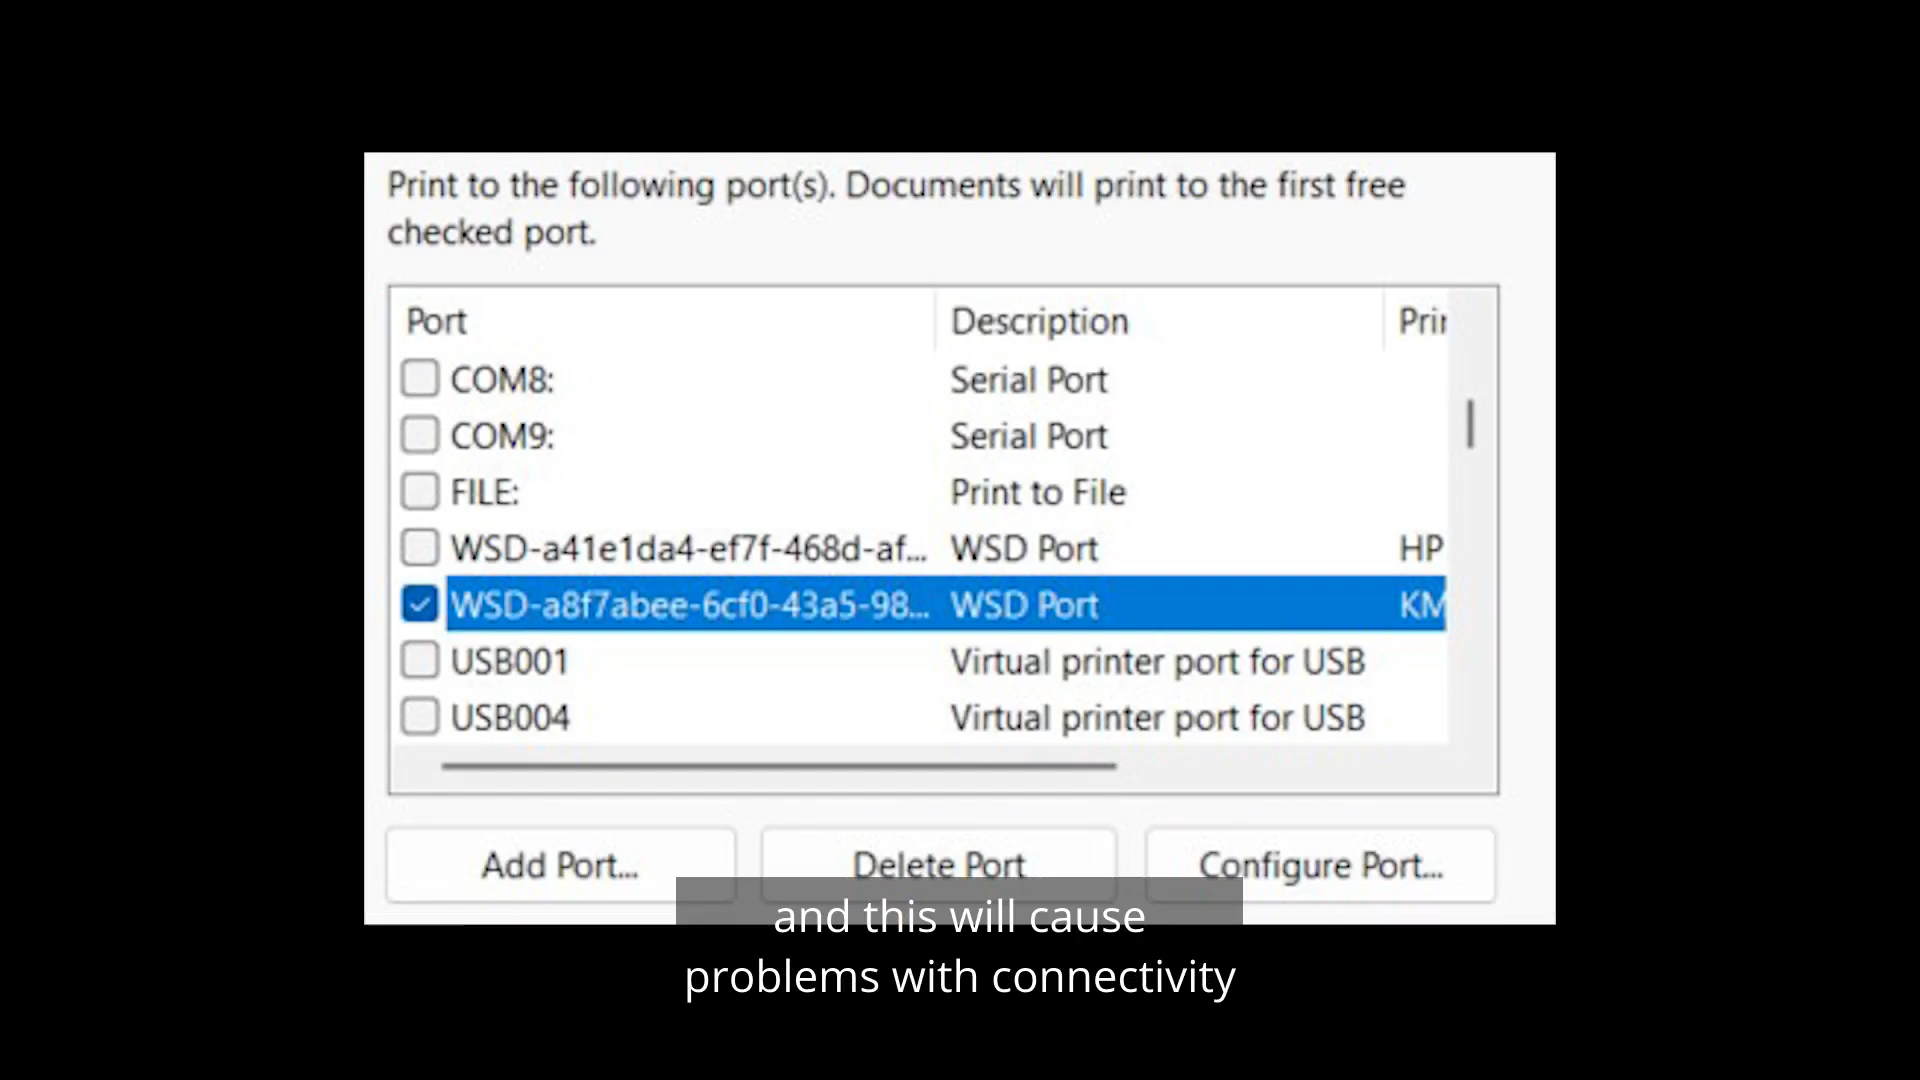 Print to the following port(s). Documents will print to the first free
checked port.
Port Description Prir
COM8: Serial Port
COM9: Serial Port
FILE: Print to File
WSD-a41e1da4-ef7f-468d-af... WSD Port HP
WSD-a8f7abee-6cf0-43a5-98... WSD Port KM
USB001 Virtual printer port for USB
USB004 Virtual printer port for USB
Add Port... Delete Port Configure Port...
and this will cause
problems with connectivity